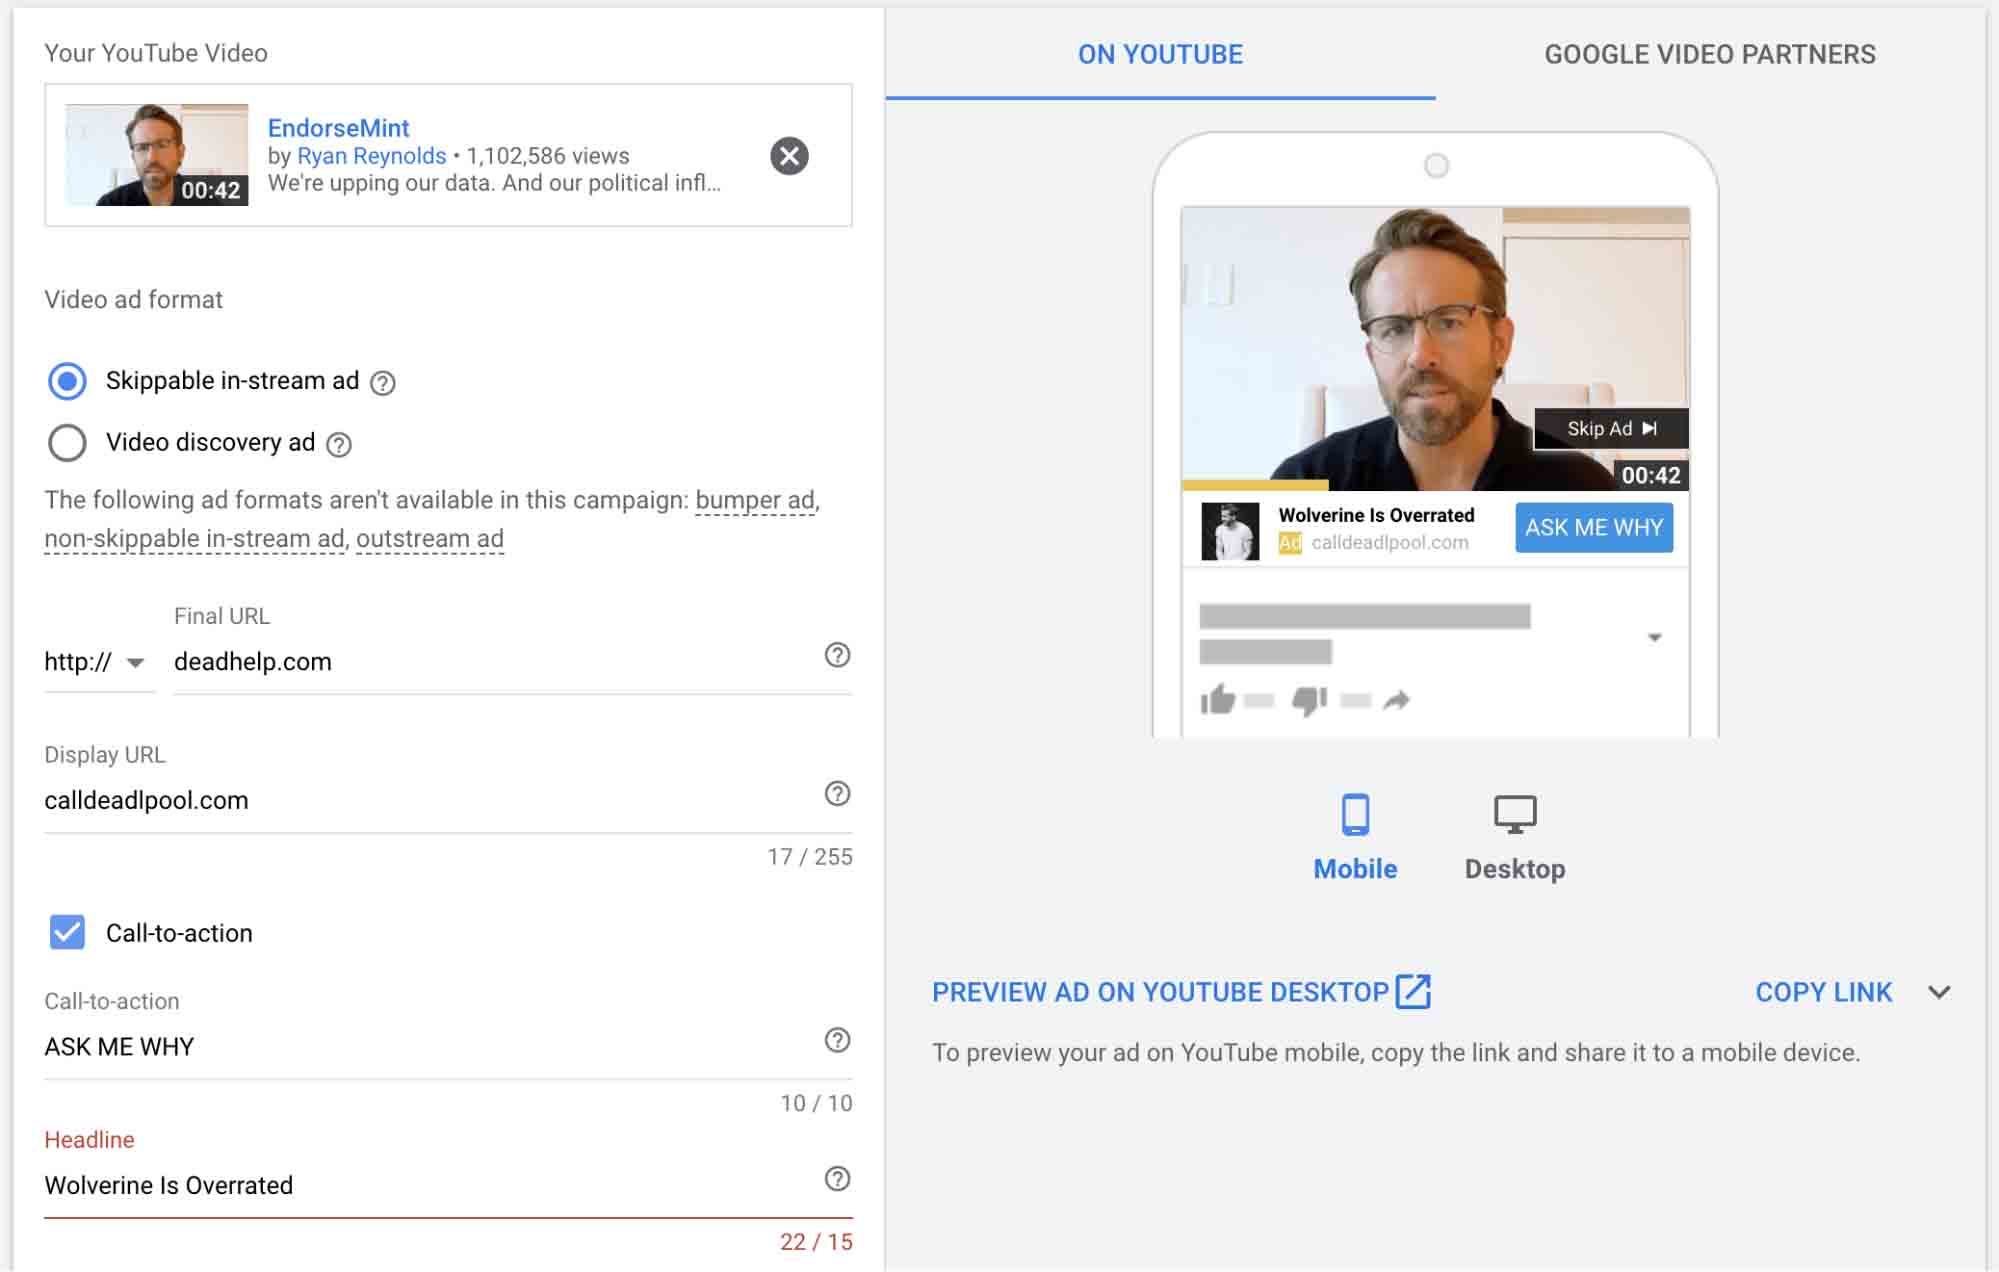 Your YouTube Video
00:42
EndorseMint
by Ryan Reynolds • 1,102,586 views
We're upping our data. And our political infl...
Video ad format
Skippable in-stream ad
Video discovery ad
The following ad formats aren't available in this campaign: bumper ad,
non-skippable in-stream ad, outstream ad
Final URL
http:// deadhelp.com
Display URL
calldeadlpool.com
17 / 255
Call-to-action
Call-to-action
ASK ME WHY
10 / 10
Headline
Wolverine Is Overrated
22 / 15
ON YOUTUBE
GOOGLE VIDEO PARTNERS
Skip Ad
00:42
Wolverine Is Overrated
Ad calldeadlpool.com
ASK ME WHY
Mobile
Desktop
PREVIEW AD ON YOUTUBE DESKTOP
COPY LINK
To preview your ad on YouTube mobile, copy the link and share it to a mobile device.